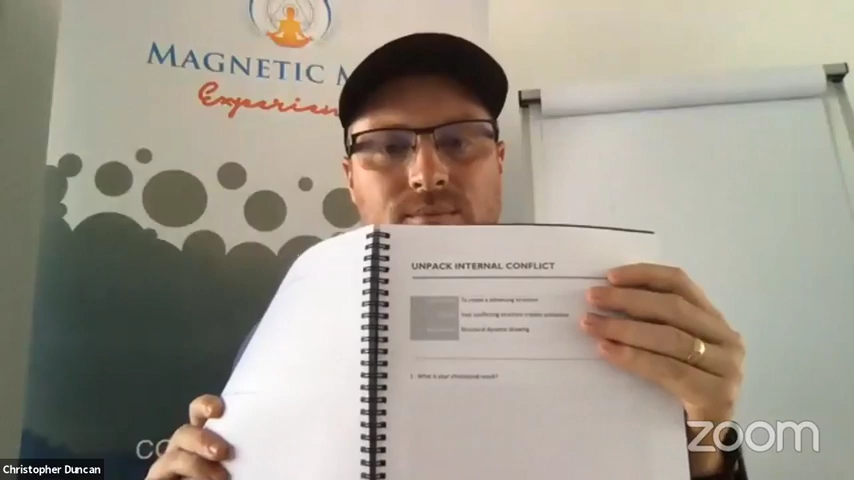 MAGNETIC M
Experien
UNPACK INTERNAL CONFLICT
To create a advancing structure
Your conflicting structure creates oscillation
Structural dynamic drawing
1. What is your
result?
CO
zoom
Christopher Duncan